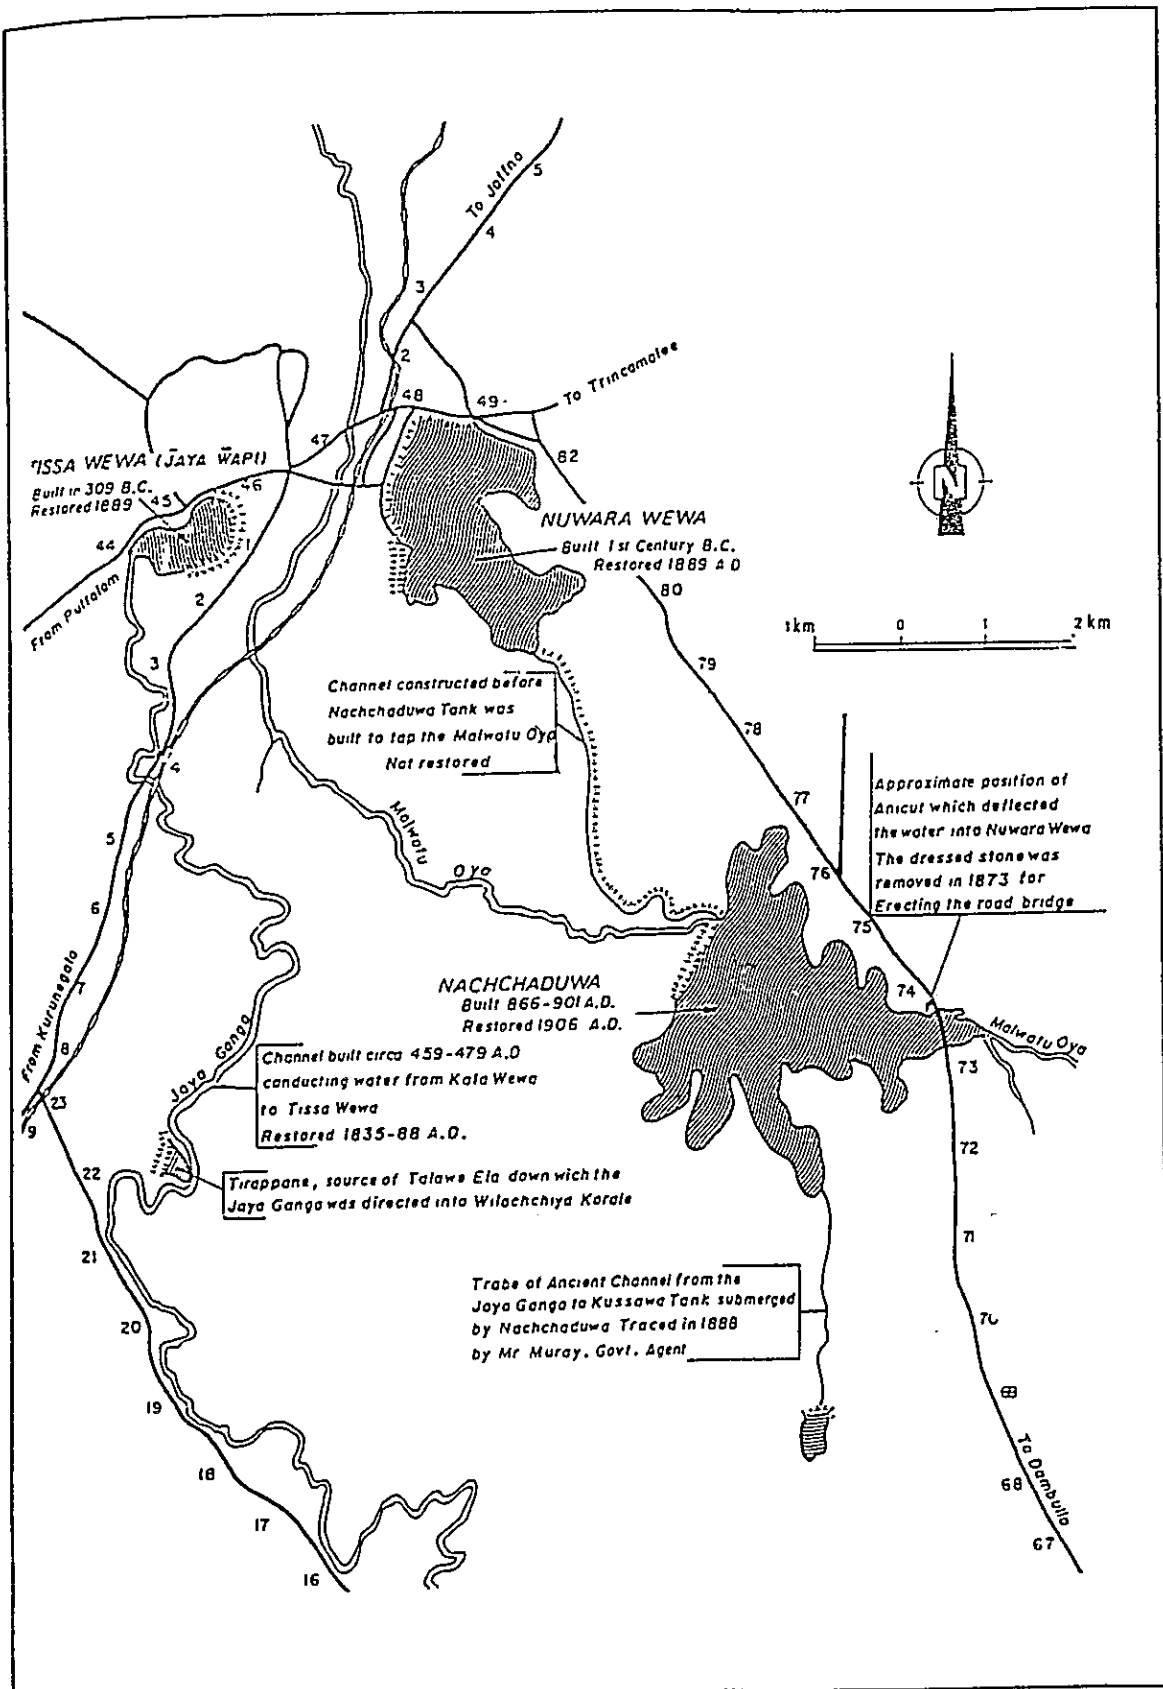 To Jaffna
5
4
3
2
48
49
To Trincamalee
47
82
TISSA WEWA (JAYA WAPI)
Built in 309 B.C.
Restored 1889
45
46
44
1
From Puttalam
2
3
4
NUWARA WEWA
Built 1st Century B.C.
Restored 1889 A D
80
79
78
77
76
75
74
73
72
71
70
69
68
67
To Dambulla
N
1km 0 1 2 km
Channel constructed before
Nachchaduwa Tank was
built to tap the Malwatu Oya
Not restored
Approximate position of
Anicut which deflected
the water into Nuwara Wewa
The dressed stone was
removed in 1873 for
Erecting the road bridge
Malwatu
Oya
Malwatu Oya
NACHCHADUWA
Built 866-901 A.D.
Restored 1906 A.D.
5
6
7
8
From Kurunegala
23
9
Jaya Ganga
Channel built circa 459-479 A.D
conducting water from Kala Wewa
to Tissa Wewa
Restored 1835-88 A.D.
Tirappane, source of Talawe Ela down wich the
Jaya Ganga was directed into Wilachchiya Korale
22
21
20
19
18
17
16
Trabe of Ancient Channel from the
Jaya Ganga to Kussawa Tank submerged
by Nachchaduwa Traced in 1888
by Mr Muray. Govt. Agent